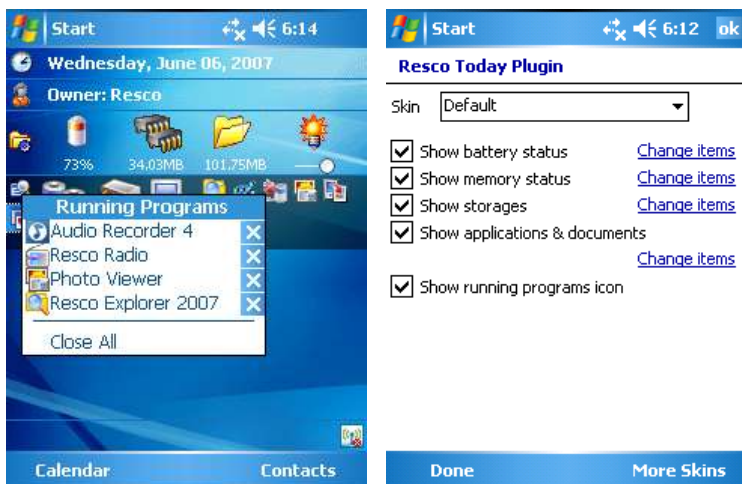 Start 6:14
Wednesday, June 06, 2007
Owner: Resco
73% 34.03MB 101.75MB
Running Programs
Audio Recorder 4
Resco Radio
Photo Viewer
Resco Explorer 2007
Close All
Calendar Contacts
Start 6:12 ok
Resco Today Plugin
Skin Default
Show battery status Change items
Show memory status Change items
Show storages Change items
Show applications & documents
Change items
Show running programs icon
Done More Skins